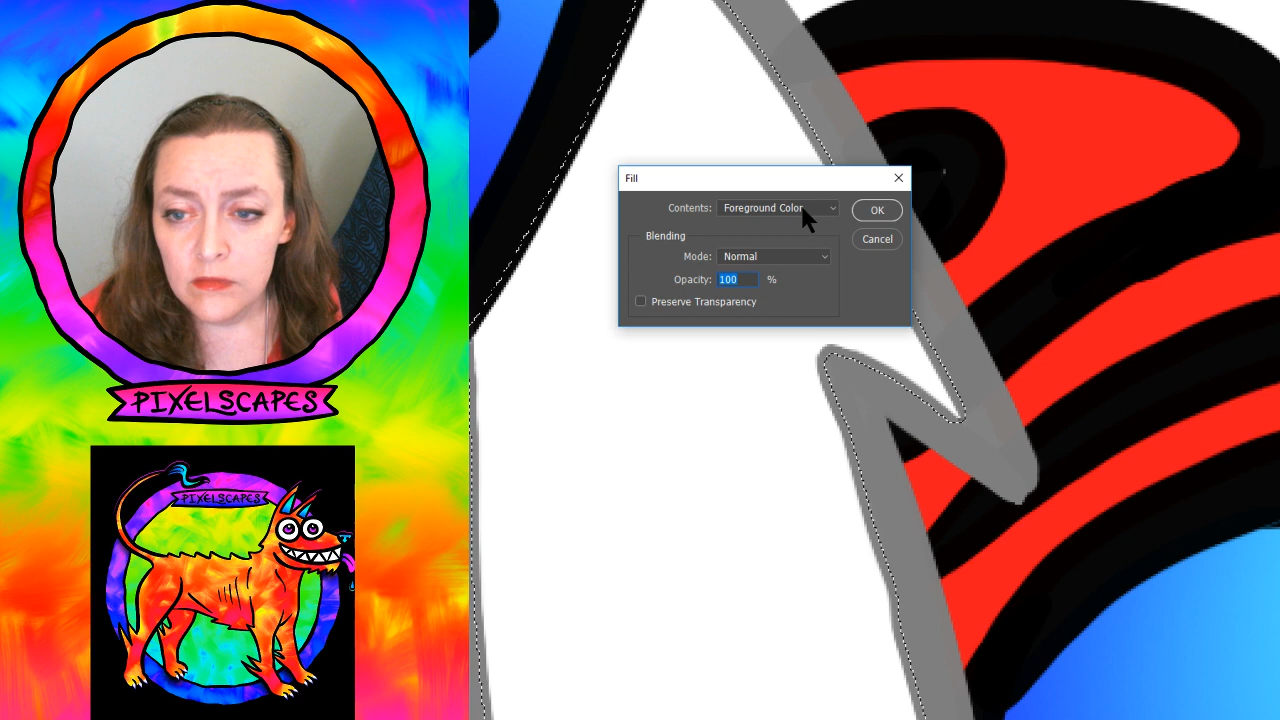 PIXELSCAPES
PIXELSCAPES
Fill
Contents: Foreground Color
OK
Blending
Cancel
Mode: Normal
Opacity: 100 %
Preserve Transparency